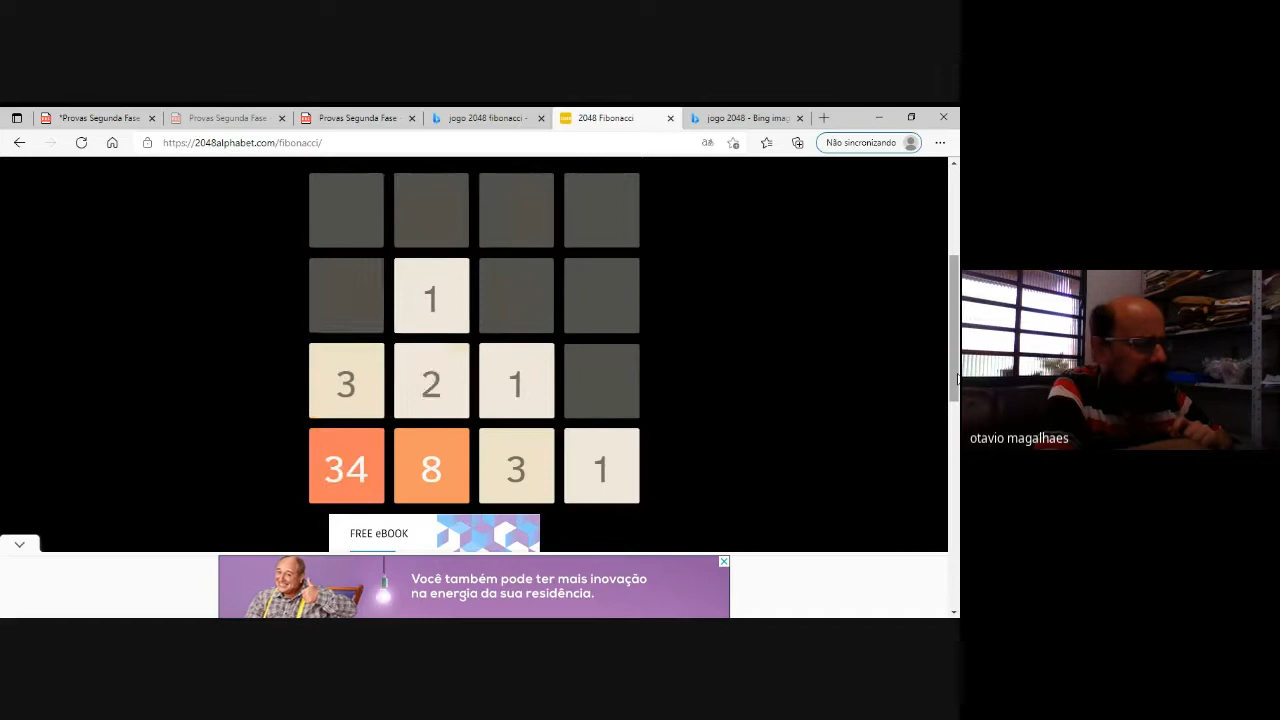 *Provas Segunda Fase
Provas Segunda Fase
Provas Segunda Fase
jogo 2048 fibonacci -
2048 Fibonacci
jogo 2048 - Bing imag
https://2048alphabet.com/fibonacci/
Não sincronizando
1
3 2 1
34 8 3 1
FREE eBOOK
Você também pode ter mais inovação
na energia da sua residência.
otavio magalhaes